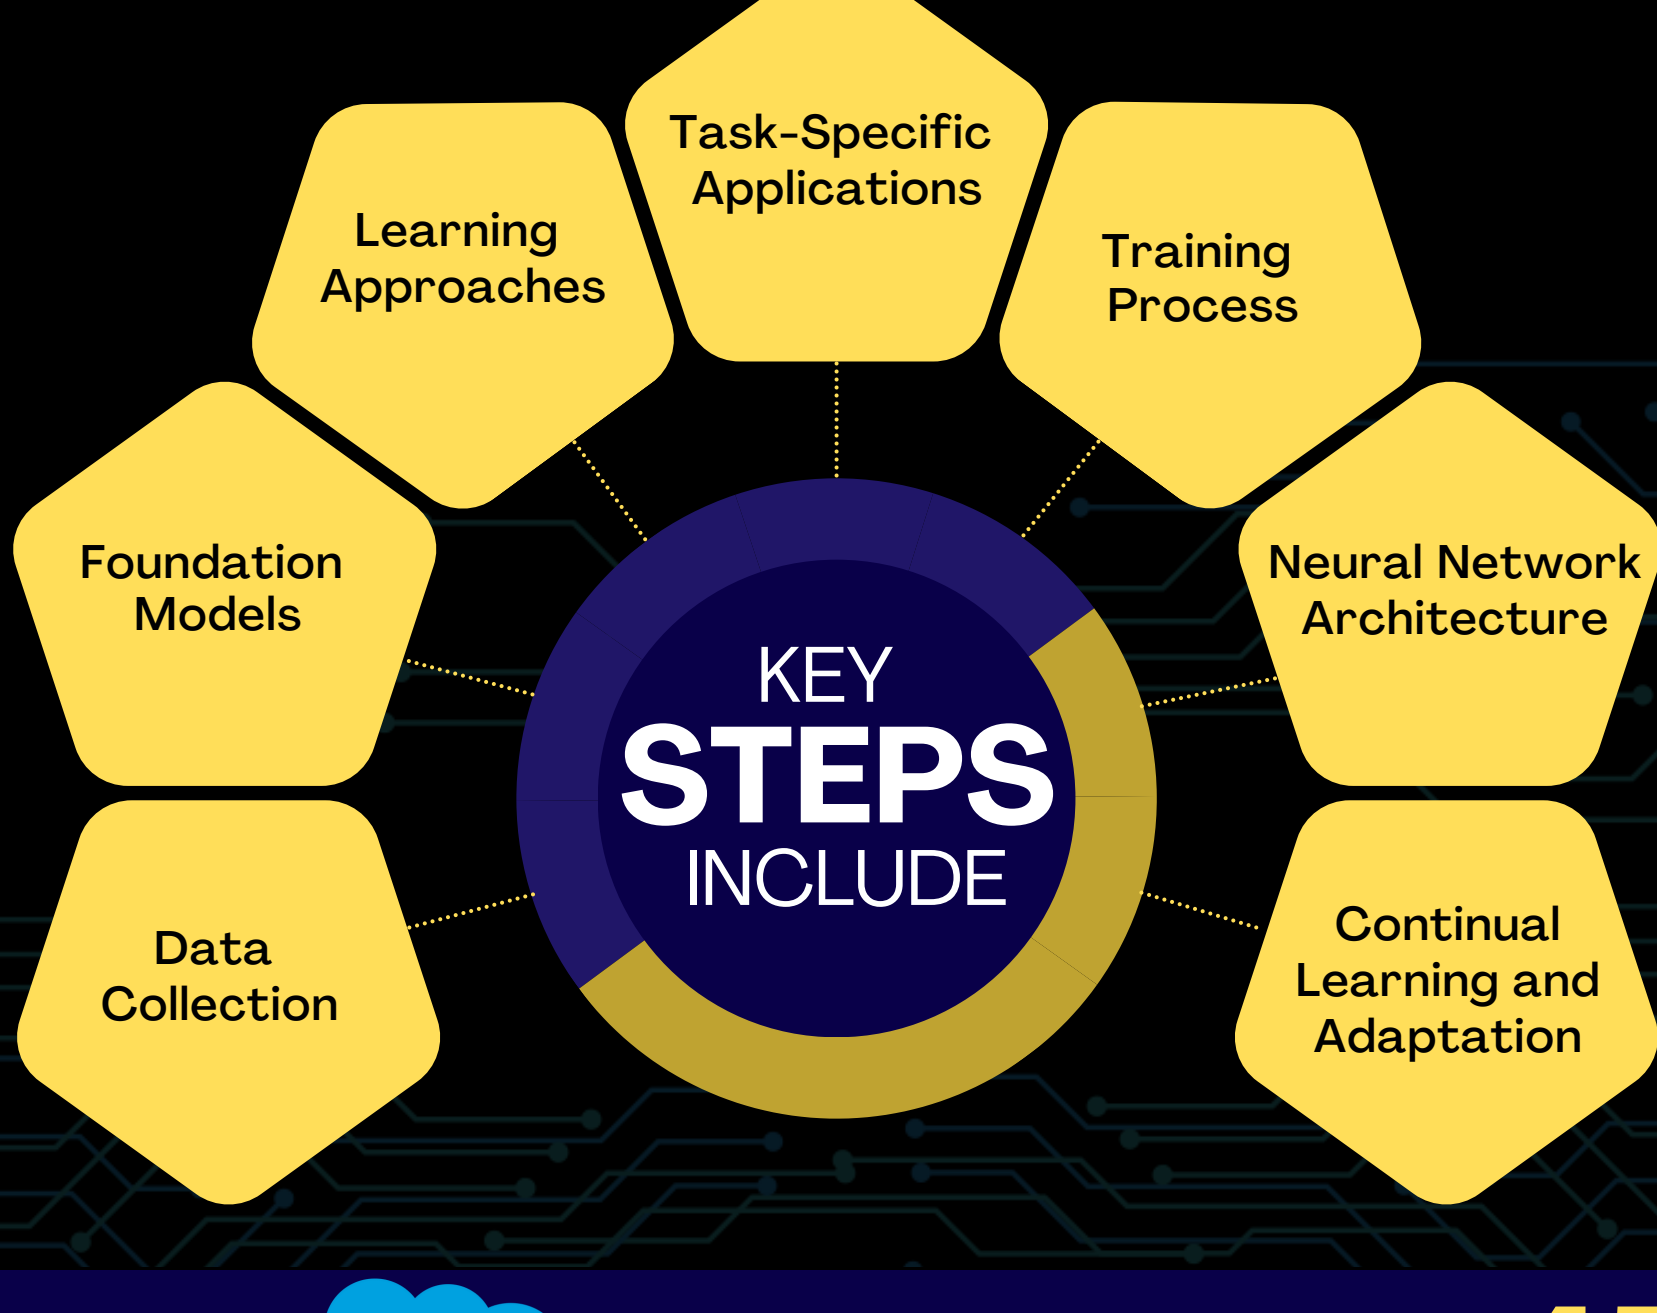 Task-Specific
Applications
Learning
Approaches
Training
Process
Foundation
Models
Neural Network
Architecture
KEY
STEPS
INCLUDE
Data
Collection
Continual
Learning and
Adaptation